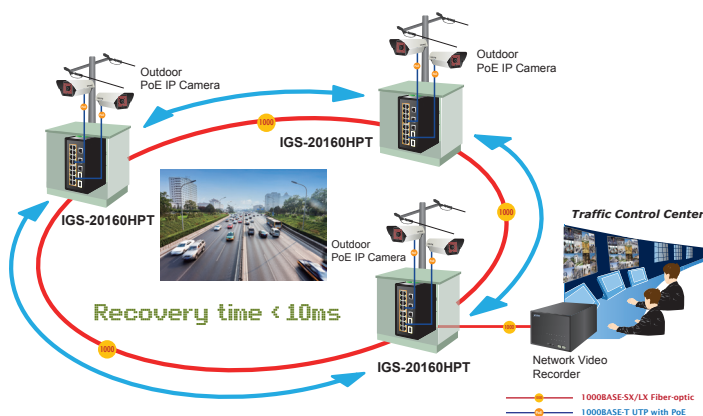 Outdoor
PoE IP Camera
Outdoor
PoE IP Camera
1000
IGS-20160HPT
IGS-20160HPT
1000
Traffic Control Center
Outdoor
PoE IP Camera
Recovery time < 10ms
1000
1000
IGS-20160HPT
Network Video
Recorder
1000BASE-SX/LX Fiber-optic
1000BASE-T UTP with PoE